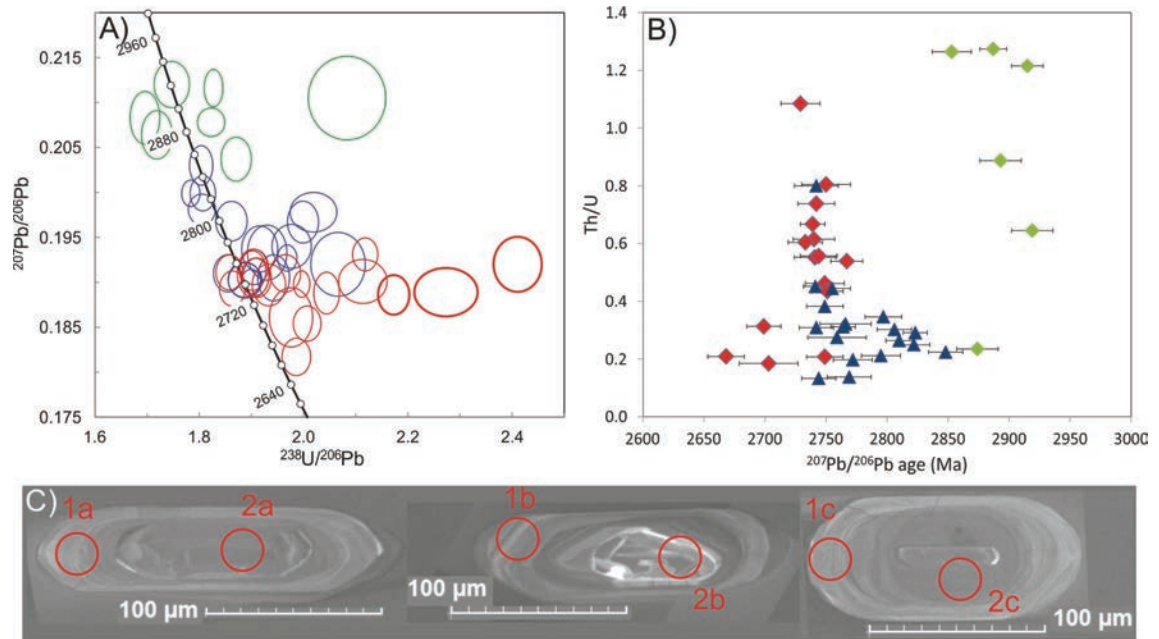 A)
0.215
0.205
0.195
0.185
0.175
2960
2880
2800
2720
2640
1.6
1.8
2.0
2.2
2.4
²⁰⁷Pb/²⁰⁶Pb
²³⁸U/²⁰⁶Pb
B)
1.4
1.2
1.0
0.8
0.6
0.4
0.2
0.0
Th/U
2600
2650
2700
2750
2800
2850
2900
2950
3000
²⁰⁷Pb/²⁰⁶Pb age (Ma)
C)
1a
2a
100 µm
1b
2b
100 µm
1c
2c
100 µm